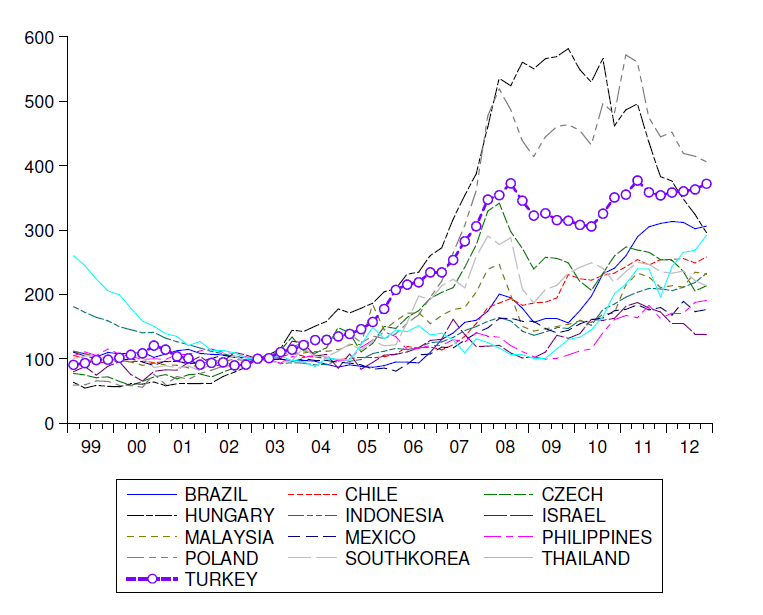 600
500
400
300
200
100
0
99 00 01 02 03 04 05 06 07 08 09 10 11 12
BRAZIL CHILE CZECH
HUNGARY INDONESIA ISRAEL
MALAYSIA MEXICO PHILIPPINES
POLAND SOUTHKOREA THAILAND
TURKEY